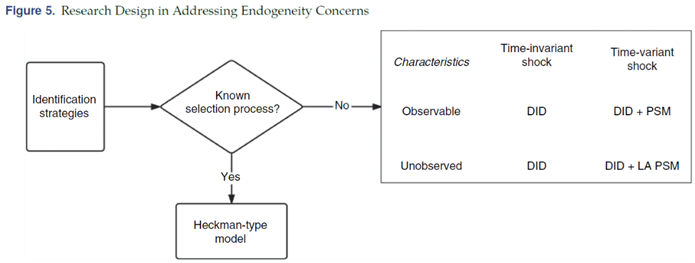 Figure 5. Research Design in Addressing Endogeneity Concerns
Identification
strategies
Known
selection process?
No
Yes
Heckman-type
model
Characteristics
Time-invariant
shock
Time-variant
shock
Observable DID DID + PSM
Unobserved DID DID + LA PSM